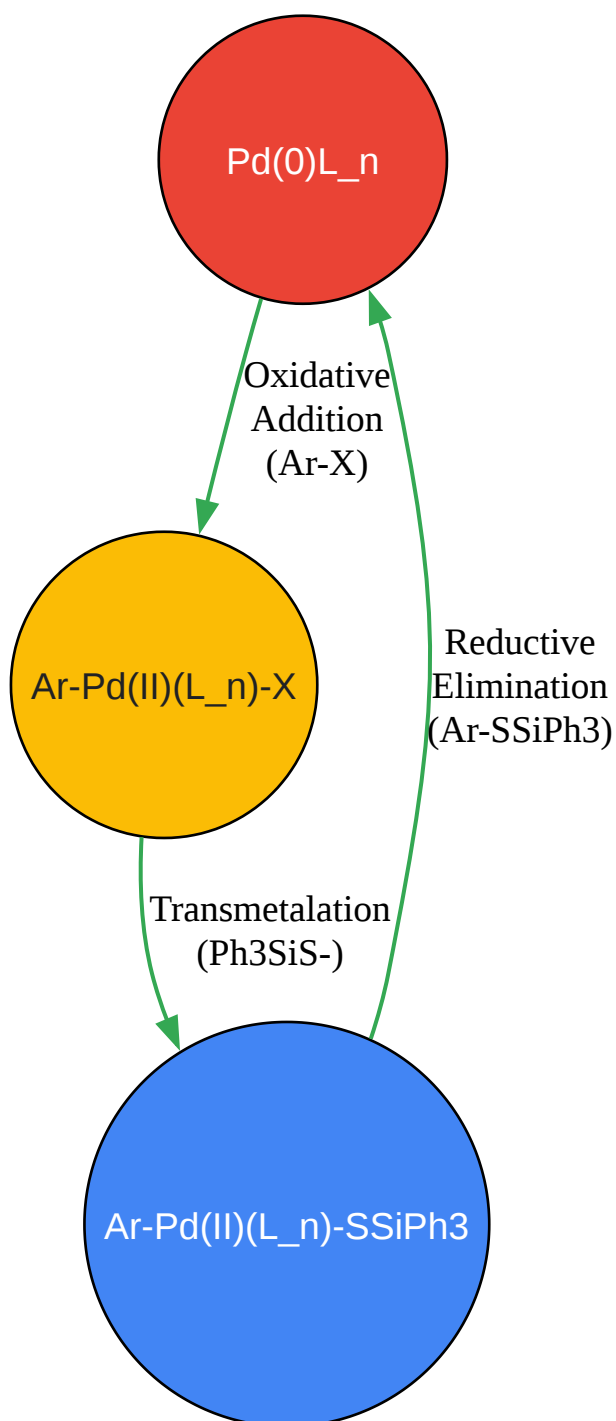 Pd(0)L_n
Oxidative
Addition
(Ar-X)
Reductive
Elimination
(Ar-SSiPh3)
Ar-Pd(II)(L_n)-X
Transmetalation
(Ph3SiS-)
Ar-Pd(II)(L_n)-SSiPh3